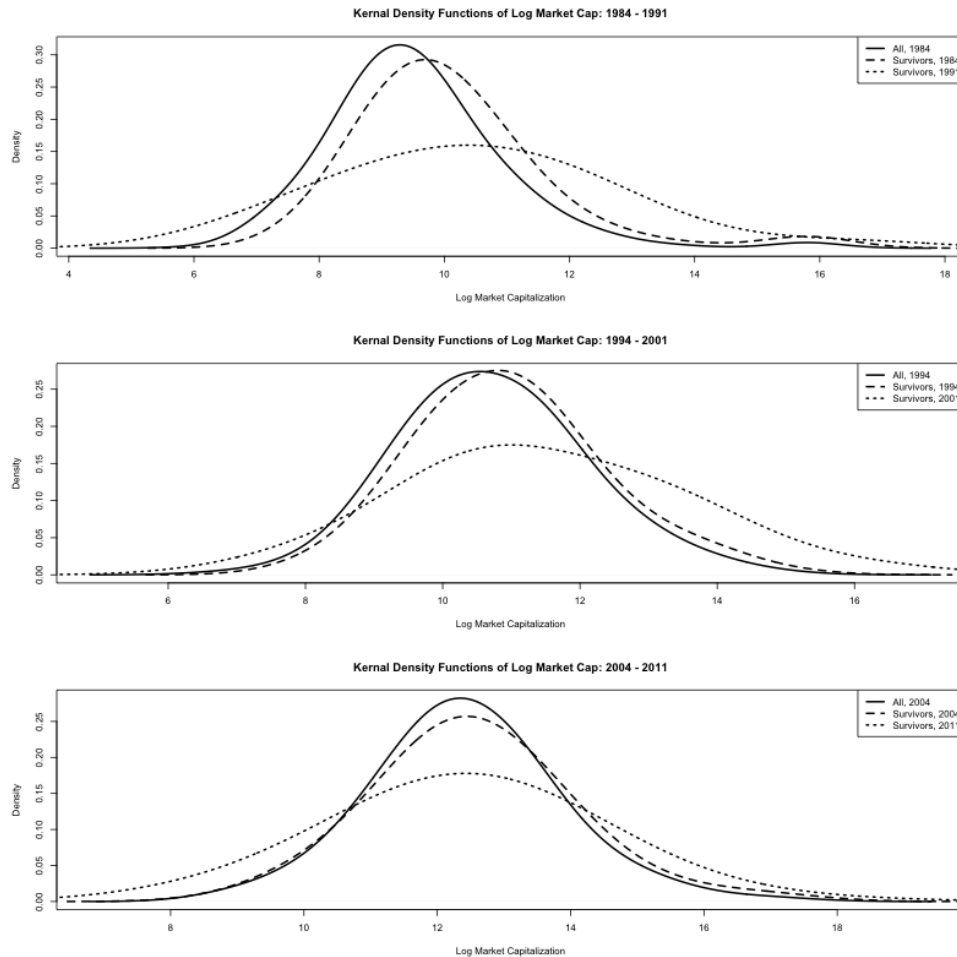 Kernal Density Functions of Log Market Cap: 1984 - 1991
All, 1984
Survivors, 1984
Survivors, 1991
Density
0.30
0.25
0.20
0.15
0.10
0.05
0.00
4 6 8 10 12 14 16 18
Log Market Capitalization
Kernal Density Functions of Log Market Cap: 1994 - 2001
All, 1994
Survivors, 1994
Survivors, 2001
Density
0.25
0.20
0.15
0.10
0.05
0.00
6 8 10 12 14 16
Log Market Capitalization
Kernal Density Functions of Log Market Cap: 2004 - 2011
All, 2004
Survivors, 2004
Survivors, 2011
Density
0.25
0.20
0.15
0.10
0.05
0.00
8 10 12 14 16 18
Log Market Capitalization